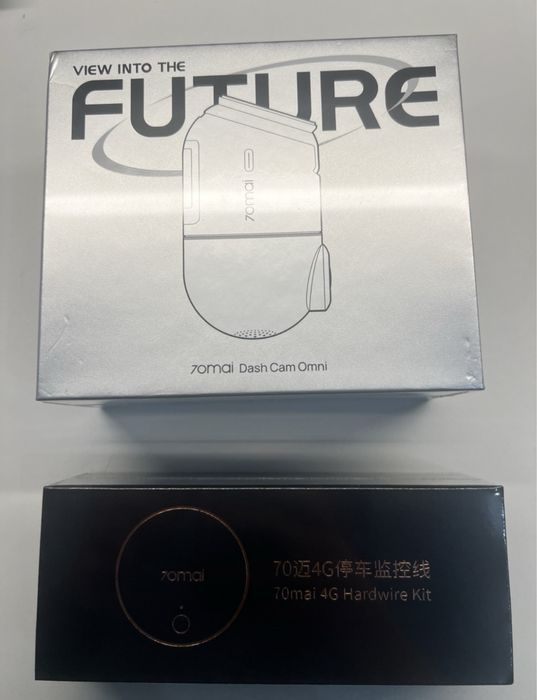 VIEW INTO THE
FUTURE
70mai
70mai Dash Cam Omni
70mai
70迈4G停车监控线
70mai 4G Hardwire Kit